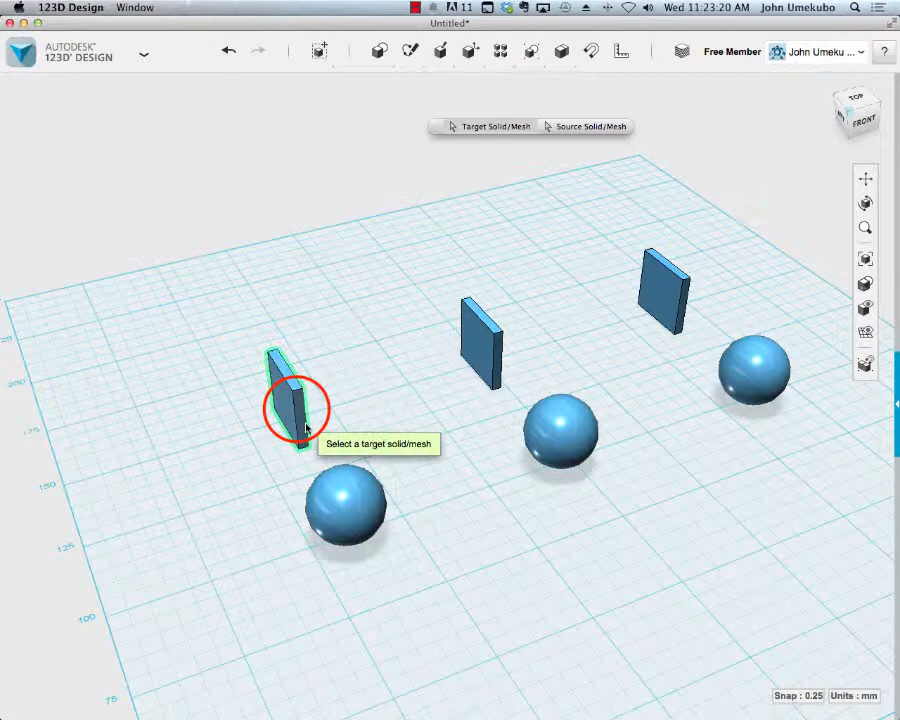 123D Design Window 11 Wed 11:23:20 AM John Umekubo
Untitled*
AUTODESK®
123D® DESIGN
Free Member John Umeku ... ?
TOP
FRONT
Target Solid/Mesh Source Solid/Mesh
Select a target solid/mesh
200
175
150
125
100
75
Snap : 0.25 Units : mm